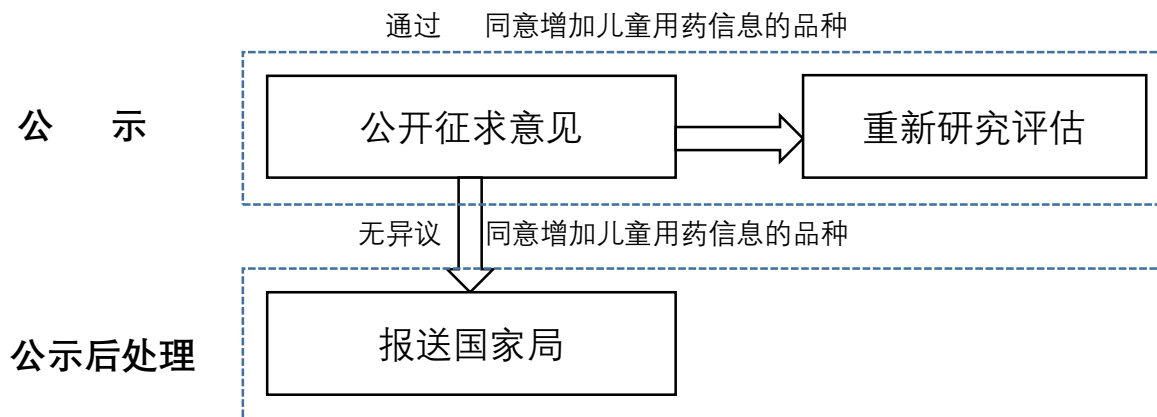 通过 同意增加儿童用药信息的品种
公 示
公开征求意见
重新研究评估
无异议 同意增加儿童用药信息的品种
公示后处理
报送国家局